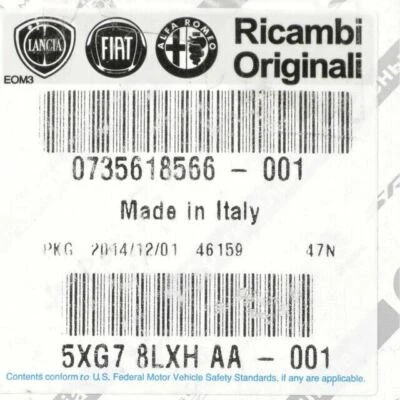 LANCIA
FIAT
ALFA ROMEO
Ricambi
Originali
EOM3
0735618566 - 001
Made in Italy
PKG 2014/12/01 46159 47N
5XG7 8LXH AA - 001
Contents conform to U.S. Federal Motor Vehicle Safety Standards, if any are applicable.